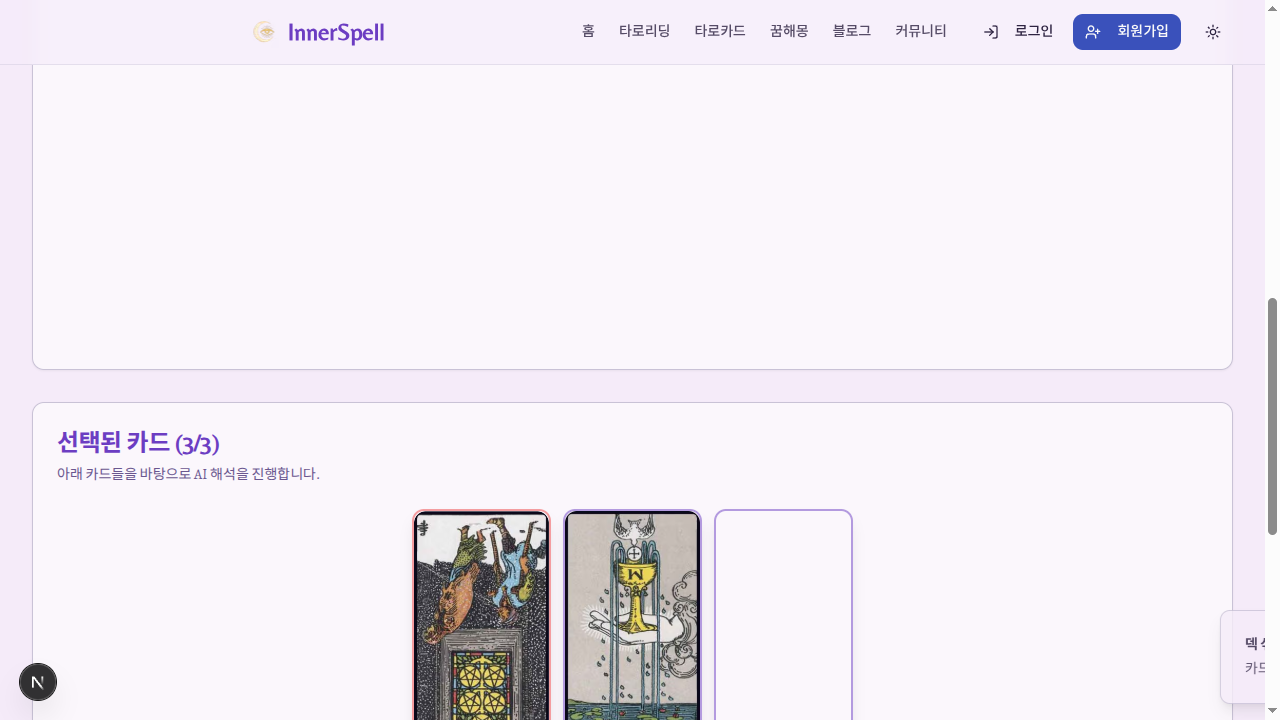 InnerSpell
홈
타로리딩
타로카드
꿈해몽
블로그
커뮤니티
로그인
회원가입
선택된 카드 (3/3)
아래 카드들을 바탕으로 AI 해석을 진행합니다.
덱
카드
N